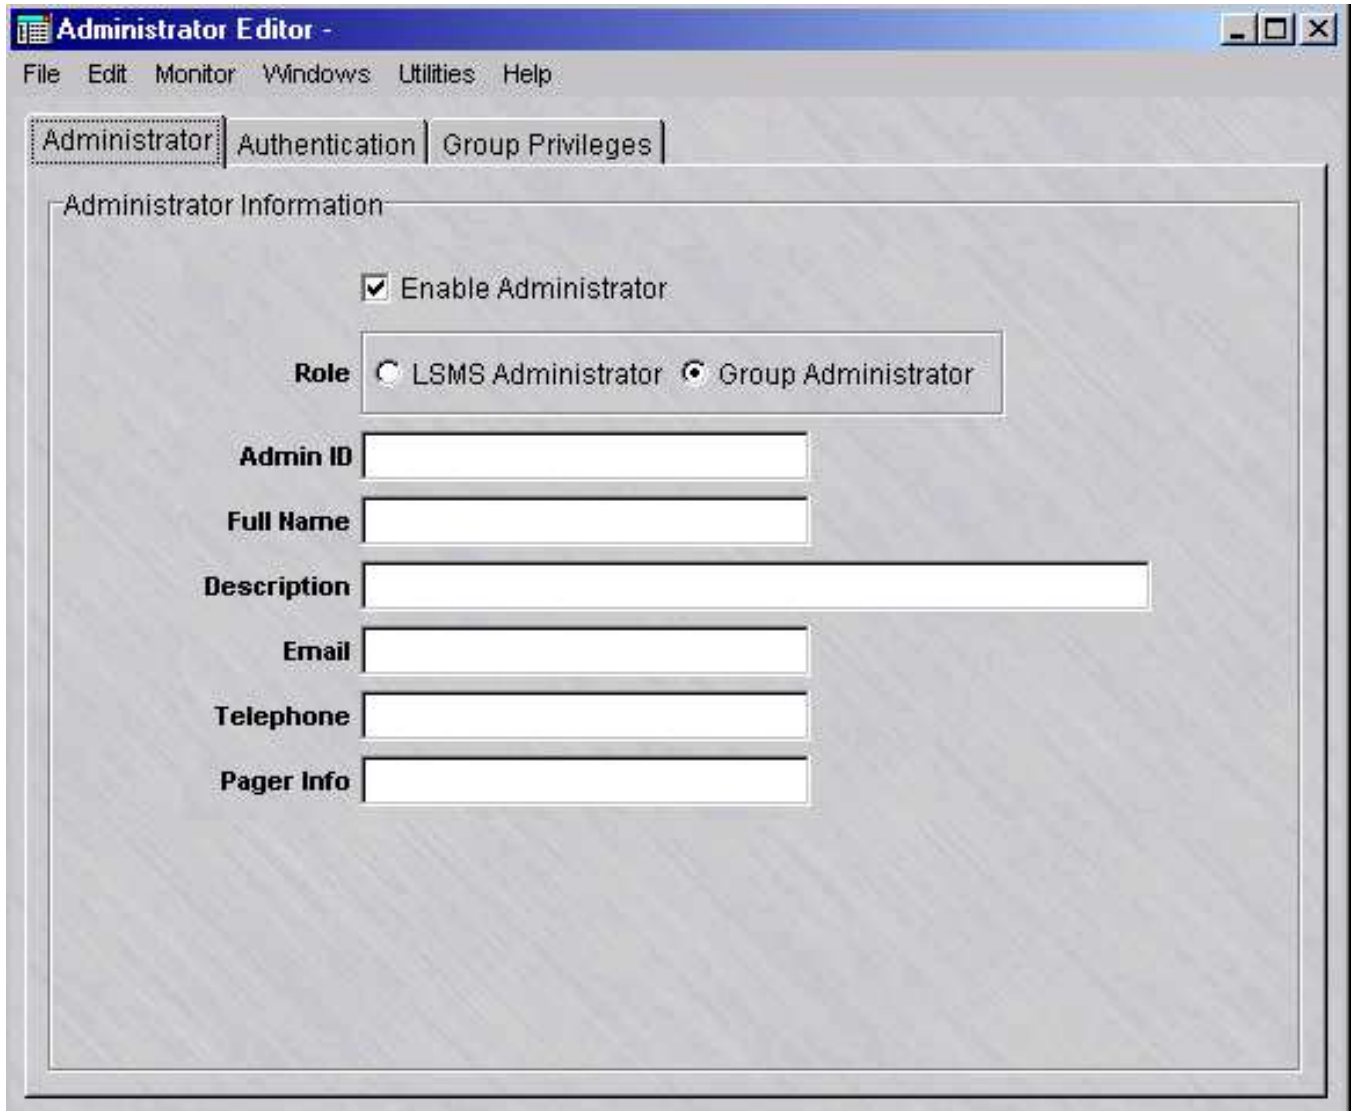 Administrator Editor -
File Edit Monitor Windows Utilities Help
Administrator Authentication Group Privileges
Administrator Information
Enable Administrator
Role LSMS Administrator Group Administrator
Admin ID
Full Name
Description
Email
Telephone
Pager Info